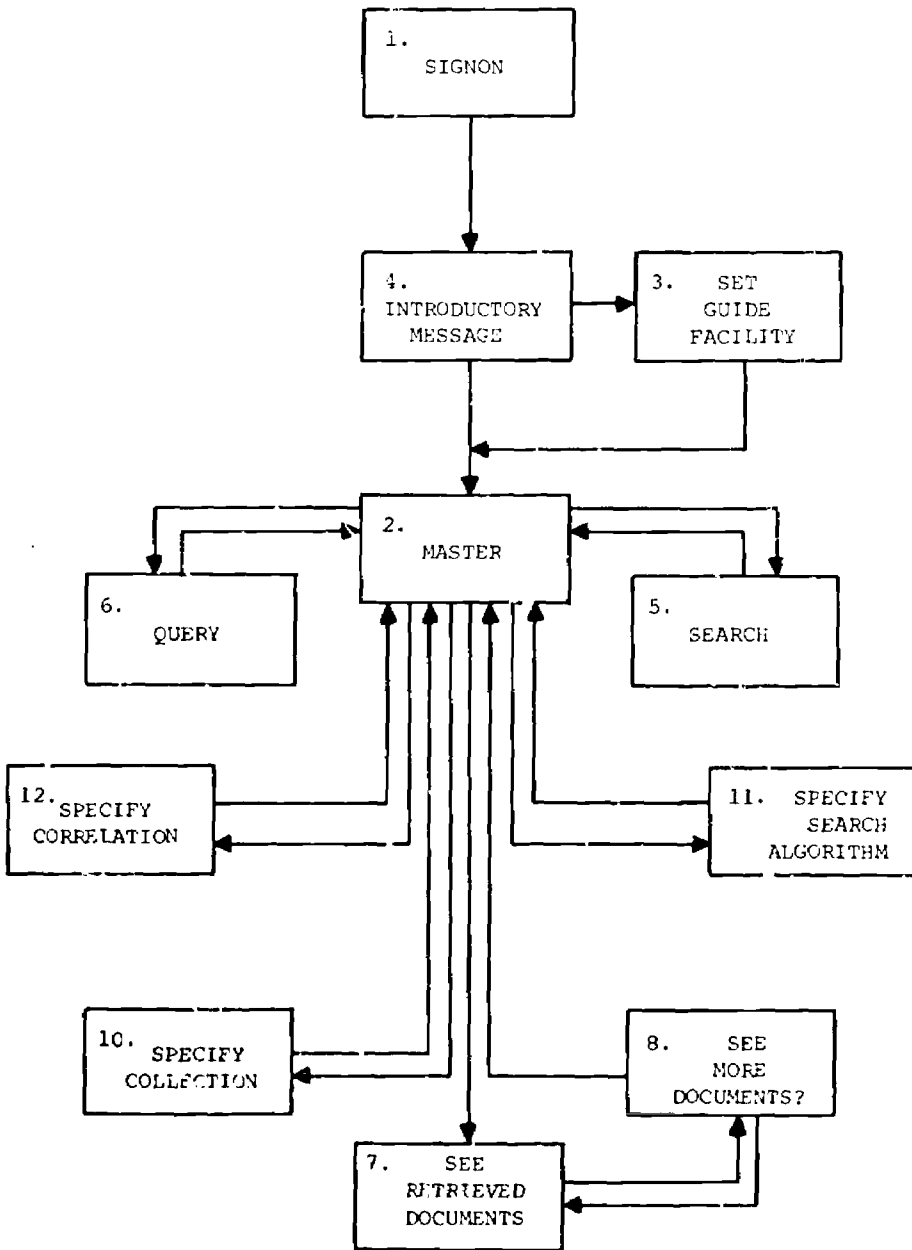 1.
SIGNON
4.
INTRODUCTORY
MESSAGE
3. SET
GUIDE
FACILITY
2.
MASTER
6.
QUERY
5.
SEARCH
12.
SPECIFY
CORRELATION
11. SPECIFY
SEARCH
ALGORITHM
10.
SPECIFY
COLLECTION
8. SEE
MORE
DOCUMENTS?
7. SEE
RETRIEVED
DOCUMENTS